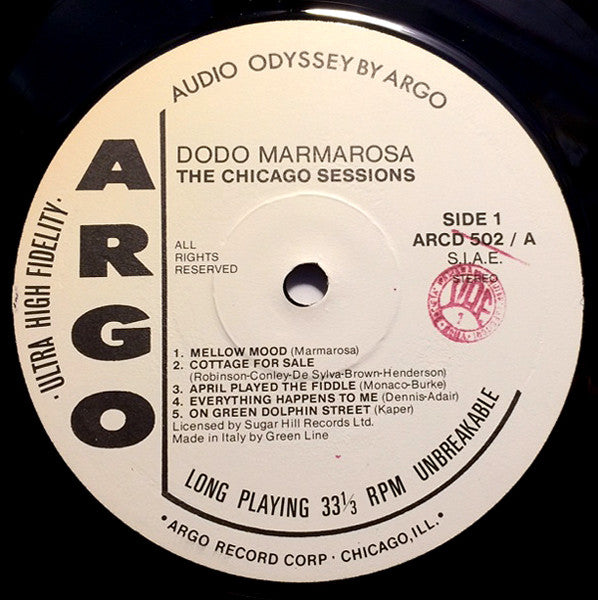 AUDIO ODYSSEY BY ARGO
ARGO
· ULTRA HIGH FIDELITY ·
DODO MARMAROSA
THE CHICAGO SESSIONS
ALL
RIGHTS
RESERVED
SIDE 1
ARCD 502 / A
S.I.A.E.
STEREO
1. MELLOW MOOD (Marmarosa)
2. COTTAGE FOR SALE
(Robinson-Conley-De Sylva-Brown-Henderson)
3. APRIL PLAYED THE FIDDLE (Monaco-Burke)
4. EVERYTHING HAPPENS TO ME (Dennis-Adair)
5. ON GREEN DOLPHIN STREET (Kaper)
Licensed by Sugar Hill Records Ltd.
Made in Italy by Green Line
LONG PLAYING 33⅓ RPM UNBREAKABLE
• ARGO RECORD CORP · CHICAGO, ILL. •